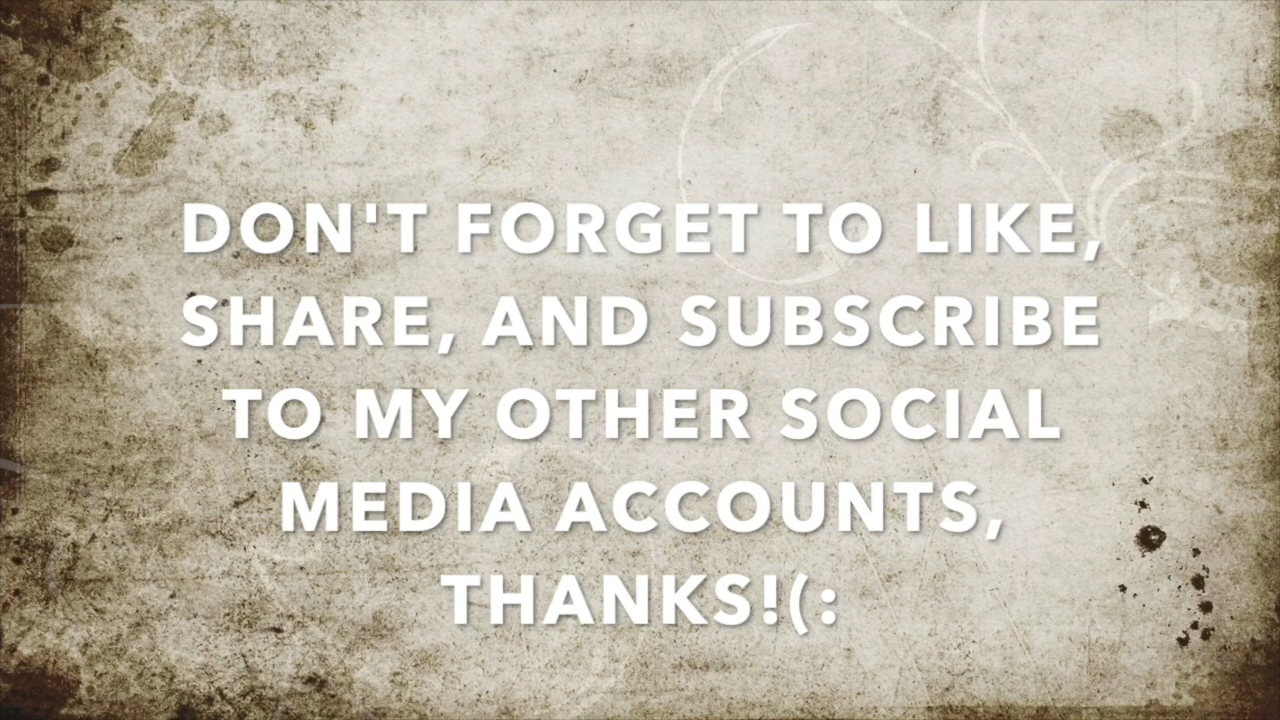 DON'T FORGET TO LIKE,
SHARE, AND SUBSCRIBE
TO MY OTHER SOCIAL
MEDIA ACCOUNTS,
THANKS!(: